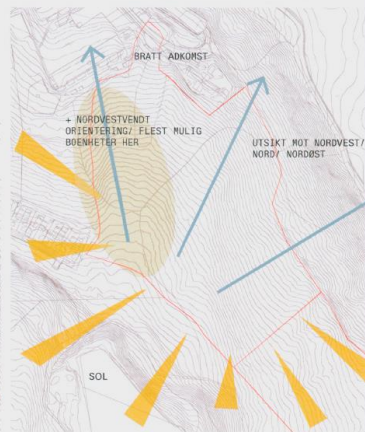 BRATT ADKOMST
+ NORDVESTVENDT
ORIENTERING/ FLEST MULIG
BOENHETER HER
UTSIKT MOT NORDVEST/
NORD/ NORDØST
SOL